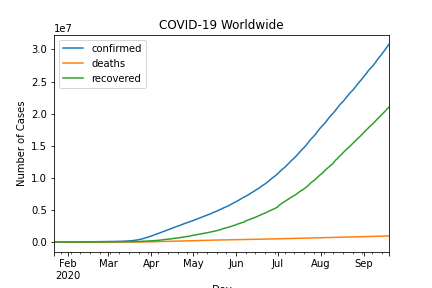 COVID-19 Worldwide
1e7
confirmed
deaths
recovered
Number of Cases
3.0
2.5
2.0
1.5
1.0
0.5
0.0
Feb Mar Apr May Jun Jul Aug Sep
2020